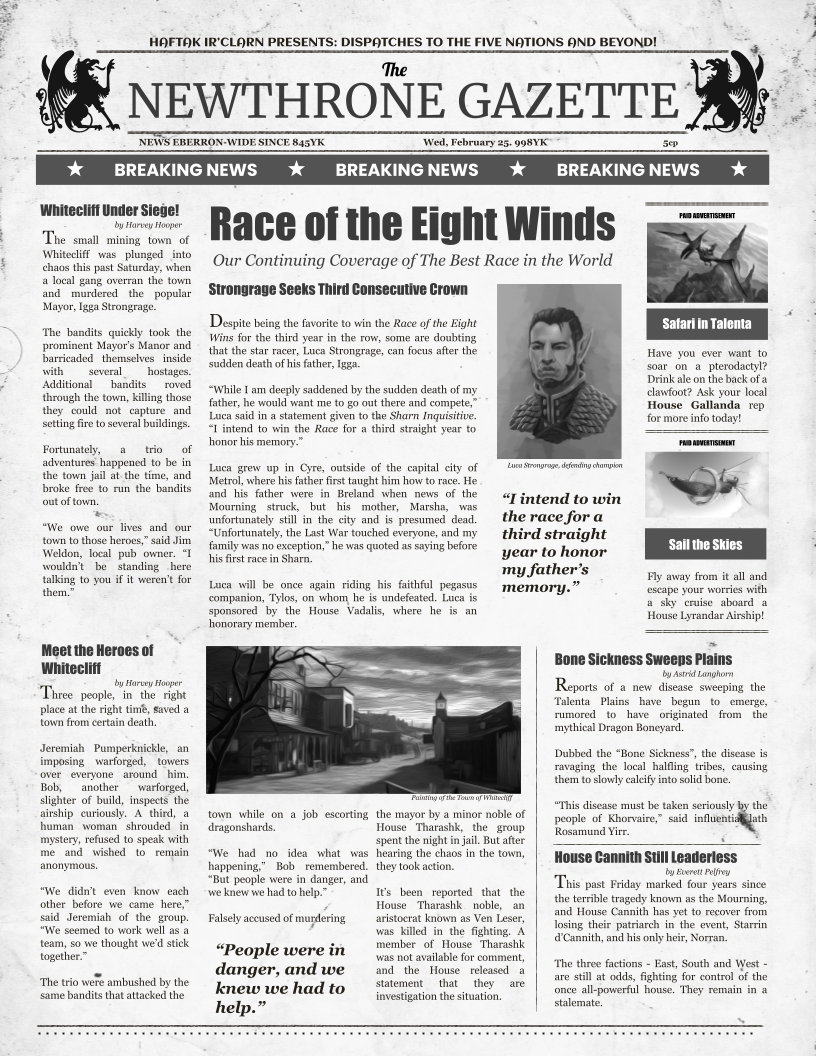 HAFTAK IR'CLARN PRESENTS: DISPATCHES TO THE FIVE NATIONS AND BEYOND!
The
NEWTHRONE GAZETTE
NEWS EBERRON-WIDE SINCE 845YK
Wed, February 25. 998YK
5cp
★ BREAKING NEWS ★ BREAKING NEWS ★ BREAKING NEWS ★
Whitecliff Under Siege!
by Harvey Hooper
The small mining town of
Whitecliff was plunged into
chaos this past Saturday, when
a local gang overran the town
and murdered the popular
Mayor, Igga Strongrage.
The bandits quickly took the
prominent Mayor's Manor and
barricaded themselves inside
with several hostages.
Additional bandits roved
through the town, killing those
they could not capture and
setting fire to several buildings.
Fortunately, a trio of
adventures happened to be in
the town jail at the time, and
broke free to run the bandits
out of town.
“We owe our lives and our
town to those heroes,” said Jim
Weldon, local pub owner. “I
wouldn’t be standing here
talking to you if it weren’t for
them.”
Race of the Eight Winds
Our Continuing Coverage of The Best Race in the World
Strongrage Seeks Third Consecutive Crown
Despite being the favorite to win the Race of the Eight
Wins for the third year in the row, some are doubting
that the star racer, Luca Strongrage, can focus after the
sudden death of his father, Igga.
“While I am deeply saddened by the sudden death of my
father, he would want me to go out there and compete,”
Luca said in a statement given to the Sharn Inquisitive.
“I intend to win the Race for a third straight year to
honor his memory.”
Luca grew up in Cyre, outside of the capital city of
Metrol, where his father first taught him how to race. He
and his father were in Breland when news of the
Mourning struck, but his mother, Marsha, was
unfortunately still in the city and is presumed dead.
“Unfortunately, the Last War touched everyone, and my
family was no exception,” he was quoted as saying before
his first race in Sharn.
Luca will be once again riding his faithful pegasus
companion, Tylos, on whom he is undefeated. Luca is
sponsored by the House Vadalis, where he is an
honorary member.
Luca Strongrage, defending champion
“I intend to win
the race for a
third straight
year to honor
my father’s
memory.”
PAID ADVERTISEMENT
Safari in Talenta
Have you ever want to
soar on a pterodactyl?
Drink ale on the back of a
clawfoot? Ask your local
House Gallanda rep
for more info today!
PAID ADVERTISEMENT
Sail the Skies
Fly away from it all and
escape your worries with
a sky cruise aboard a
House Lyrandar Airship!
Meet the Heroes of
Whitecliff
by Harvey Hooper
Three people, in the right
place at the right time, saved a
town from certain death.
Jeremiah Pumperknickle, an
imposing warforged, towers
over everyone around him.
Bob, another warforged,
slighter of build, inspects the
airship curiously. A third, a
human woman shrouded in
mystery, refused to speak with
me and wished to remain
anonymous.
“We didn’t even know each
other before we came here,”
said Jeremiah of the group.
“We seemed to work well as a
team, so we thought we’d stick
together.”
The trio were ambushed by the
same bandits that attacked the
Painting of the Town of Whitecliff
town while on a job escorting
dragonshards.
“We had no idea what was
happening,” Bob remembered.
“But people were in danger, and
we knew we had to help.”
Falsely accused of murdering
“People were in
danger, and we
knew we had to
help.”
the mayor by a minor noble of
House Tharashk, the group
spent the night in jail. But after
hearing the chaos in the town,
they took action.
It’s been reported that the
House Tharashk noble, an
aristocrat known as Ven Leser,
was killed in the fighting. A
member of House Tharashk
was not available for comment,
and the House released a
statement that they are
investigation the situation.
Bone Sickness Sweeps Plains
by Astrid Langhorn
Reports of a new disease sweeping the
Talenta Plains have begun to emerge,
rumored to have originated from the
mythical Dragon Boneyard.
Dubbed the “Bone Sickness”, the disease is
ravaging the local halfling tribes, causing
them to slowly calcify into solid bone.
“This disease must be taken seriously by the
people of Khorvaire,” said influential lath
Rosamund Yirr.
House Cannith Still Leaderless
by Everett Pelfrey
This past Friday marked four years since
the terrible tragedy known as the Mourning,
and House Cannith has yet to recover from
losing their patriarch in the event, Starrin
d’Cannith, and his only heir, Norran.
The three factions - East, South and West -
are still at odds, fighting for control of the
once all-powerful house. They remain in a
stalemate.